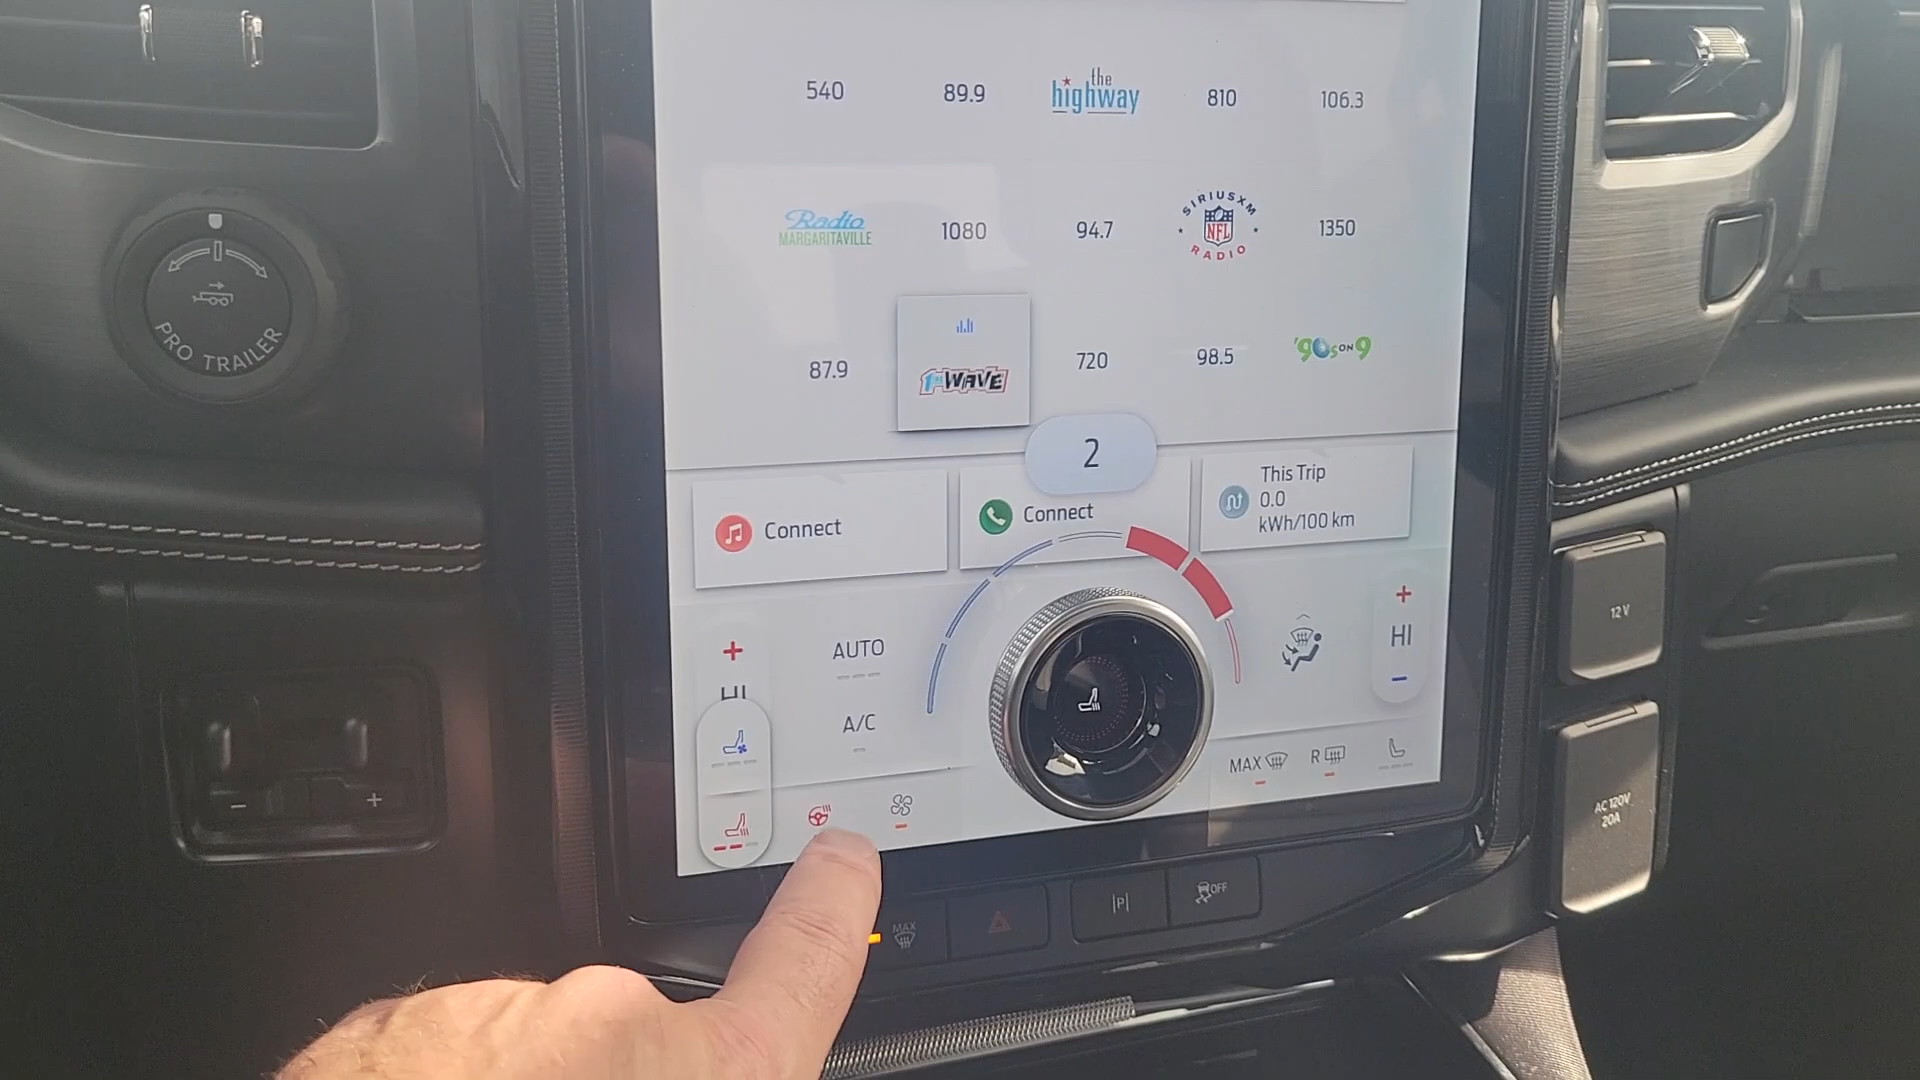 540
89.9
the
highway
810
106.3
Radio
MARGARITAVILLE
1080
94.7
SIRIUSXM
NFL
RADIO
1350
87.9
1ST WAVE
720
98.5
'90s ON 9
2
Connect
Connect
This Trip
0.0
kWh/100 km
PRO TRAILER
+
HI
AUTO
A/C
+
HI
-
MAX
R
- +
MAX
P
OFF
12V
AC 120V
20A